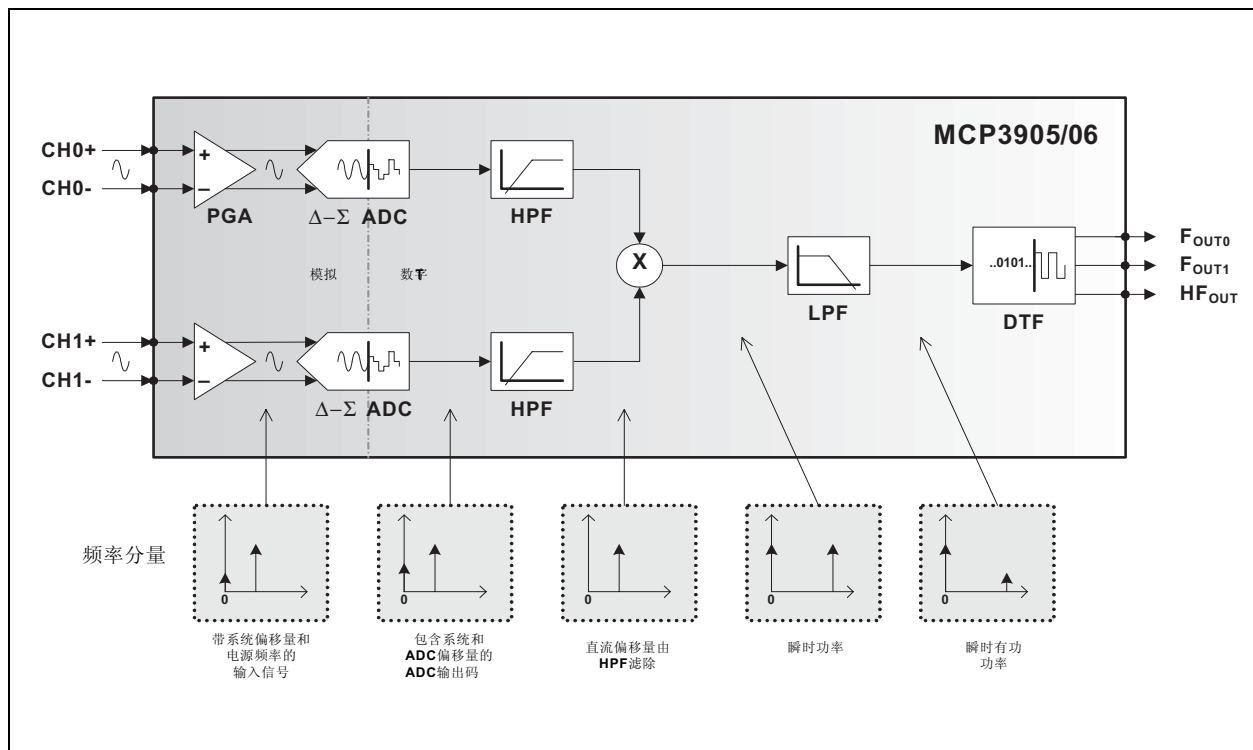 MCP3905/06
CH0+
CH0-
+
–
PGA
Δ–Σ ADC
HPF
模拟
数字
X
LPF
..0101..
DTF
FOUT0
FOUT1
HFOUT
CH1+
CH1-
+
–
Δ–Σ ADC
HPF
频率分量
0
0
0
0
0
带系统偏移量和
电源频率的
输入信号
包含系统和
ADC偏移量的
ADC输出码
直流偏移量由
HPF滤除
瞬时功率
瞬时有功
功率